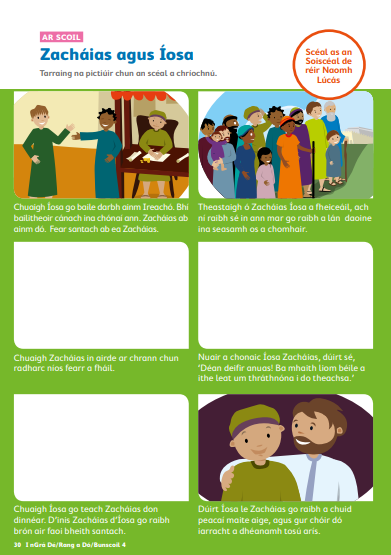 AR SCOIL
Zacháias agus Íosa
Tarraing na pictiúir chun an scéal a chríochnú.
Scéal as an
Soiscéal de
réir Naomh
Lúcás
Chuaigh Íosa go baile darbh ainm Ireachó. Bhí
bailitheoir cánach ina chónaí ann. Zacháias ab
ainm dó. Fear santach ab ea Zacháias.
Theastaigh ó Zacháias Íosa a fheiceáil, ach
ní raibh sé in ann mar go raibh a lán daoine
ina seasamh os a chomhair.
Chuaigh Zacháias in airde ar chrann chun
radharc níos fearr a fháil.
Nuair a chonaic Íosa Zacháias, dúirt sé,
‘Déan deifir anuas! Ba mhaith liom béile a
ithe leat um thráthnóna i do theachsa.’
Chuaigh Íosa go teach Zacháias don
dinnéar. D’inis Zacháias d’Íosa go raibh
brón air faoi bheith santach.
Dúirt Íosa le Zacháias go raibh a chuid
peacaí maite aige, agus gur chóir dó
iarracht a dhéanamh tosú arís.
30 I nGrá Dé/Rang a Dó/Bunscoil 4